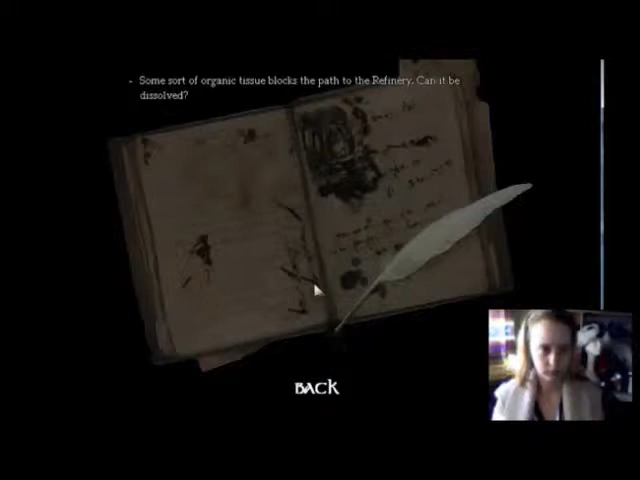 - Some sort of organic tissue blocks the path to the Refinery. Can it be
dissolved?
BACK